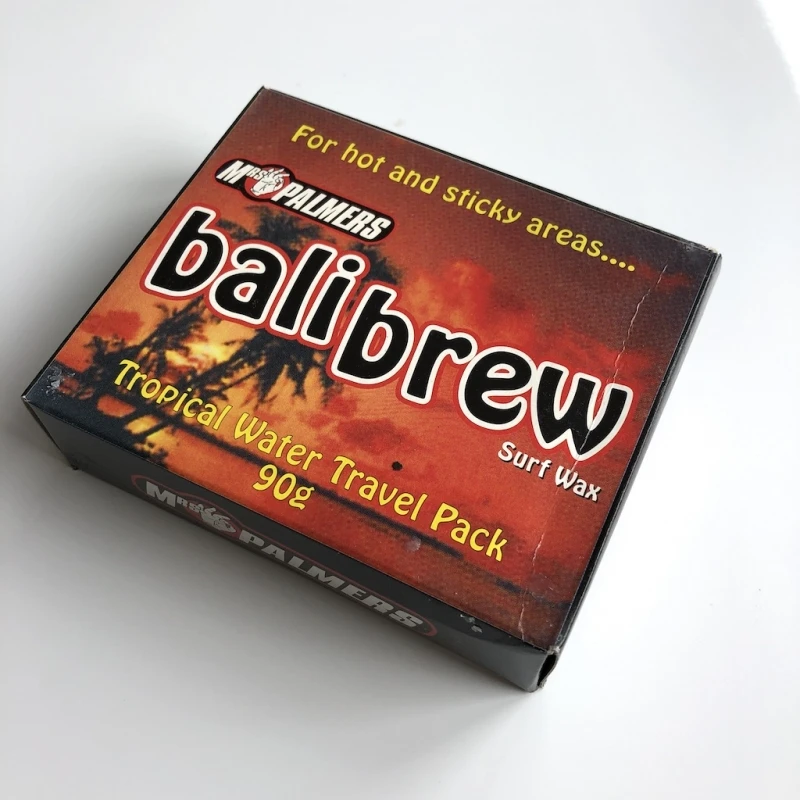 For hot and sticky areas....
MRS PALMERS
balibrew
Surf Wax
Tropical Water Travel Pack
90g
MRS PALMERS